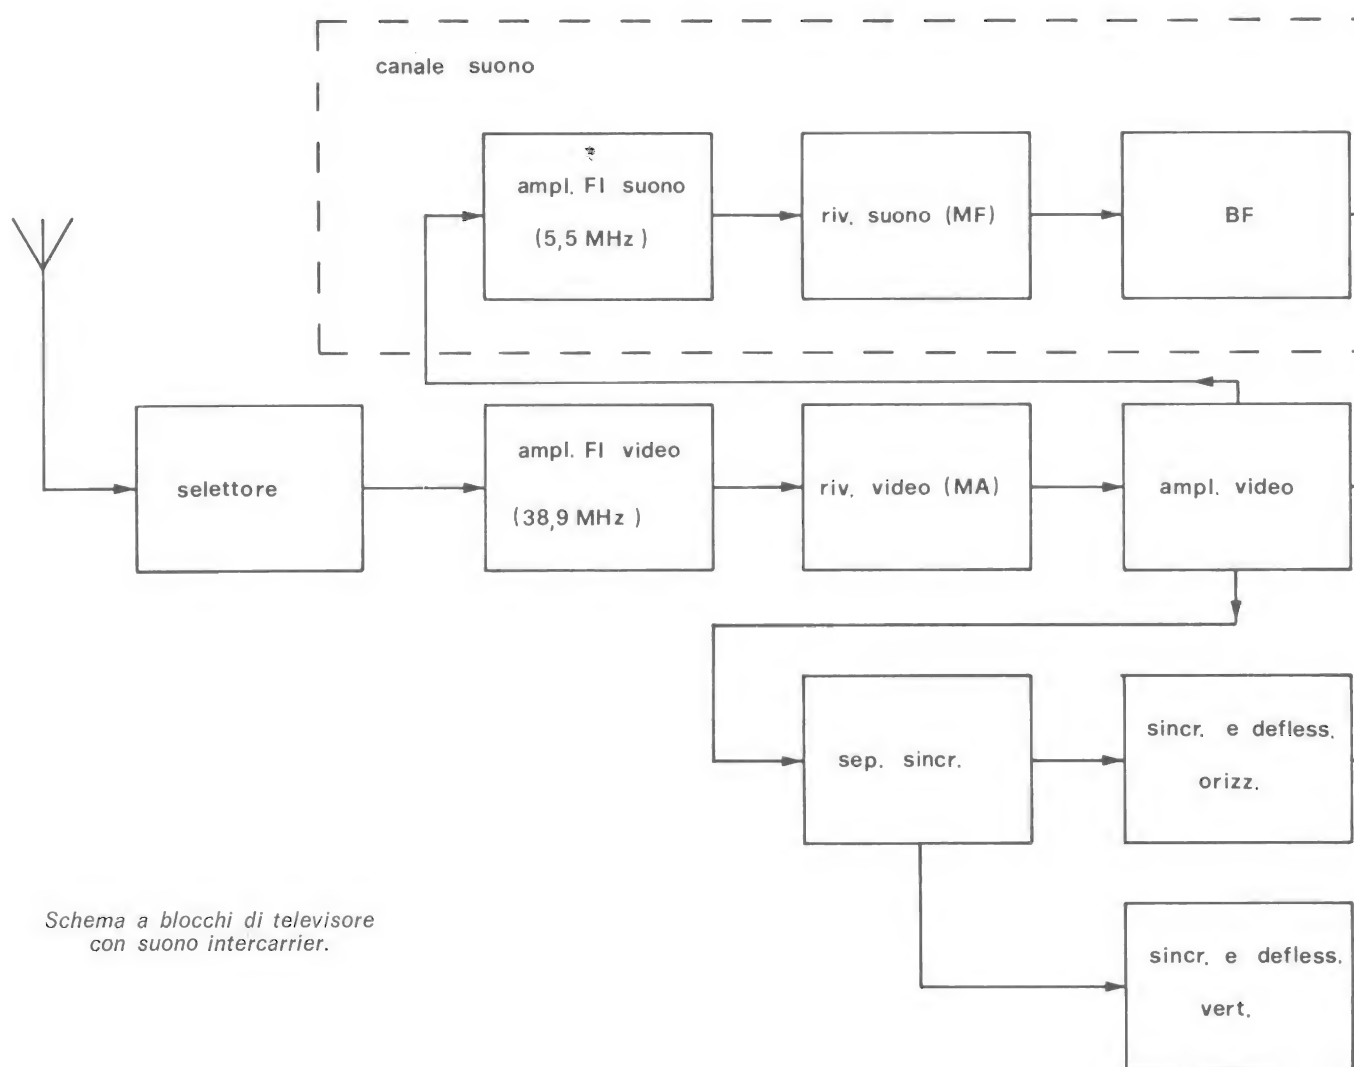 canale suono
ampl. FI suono
(5,5 MHz)
riv. suono (MF)
BF
selettore
ampl. FI video
(38,9 MHz )
riv. video (MA)
ampl. video
sep. sincr.
sincr. e defless.
orizz.
sincr. e defless.
vert.
Schema a blocchi di televisore
con suono intercarrier.